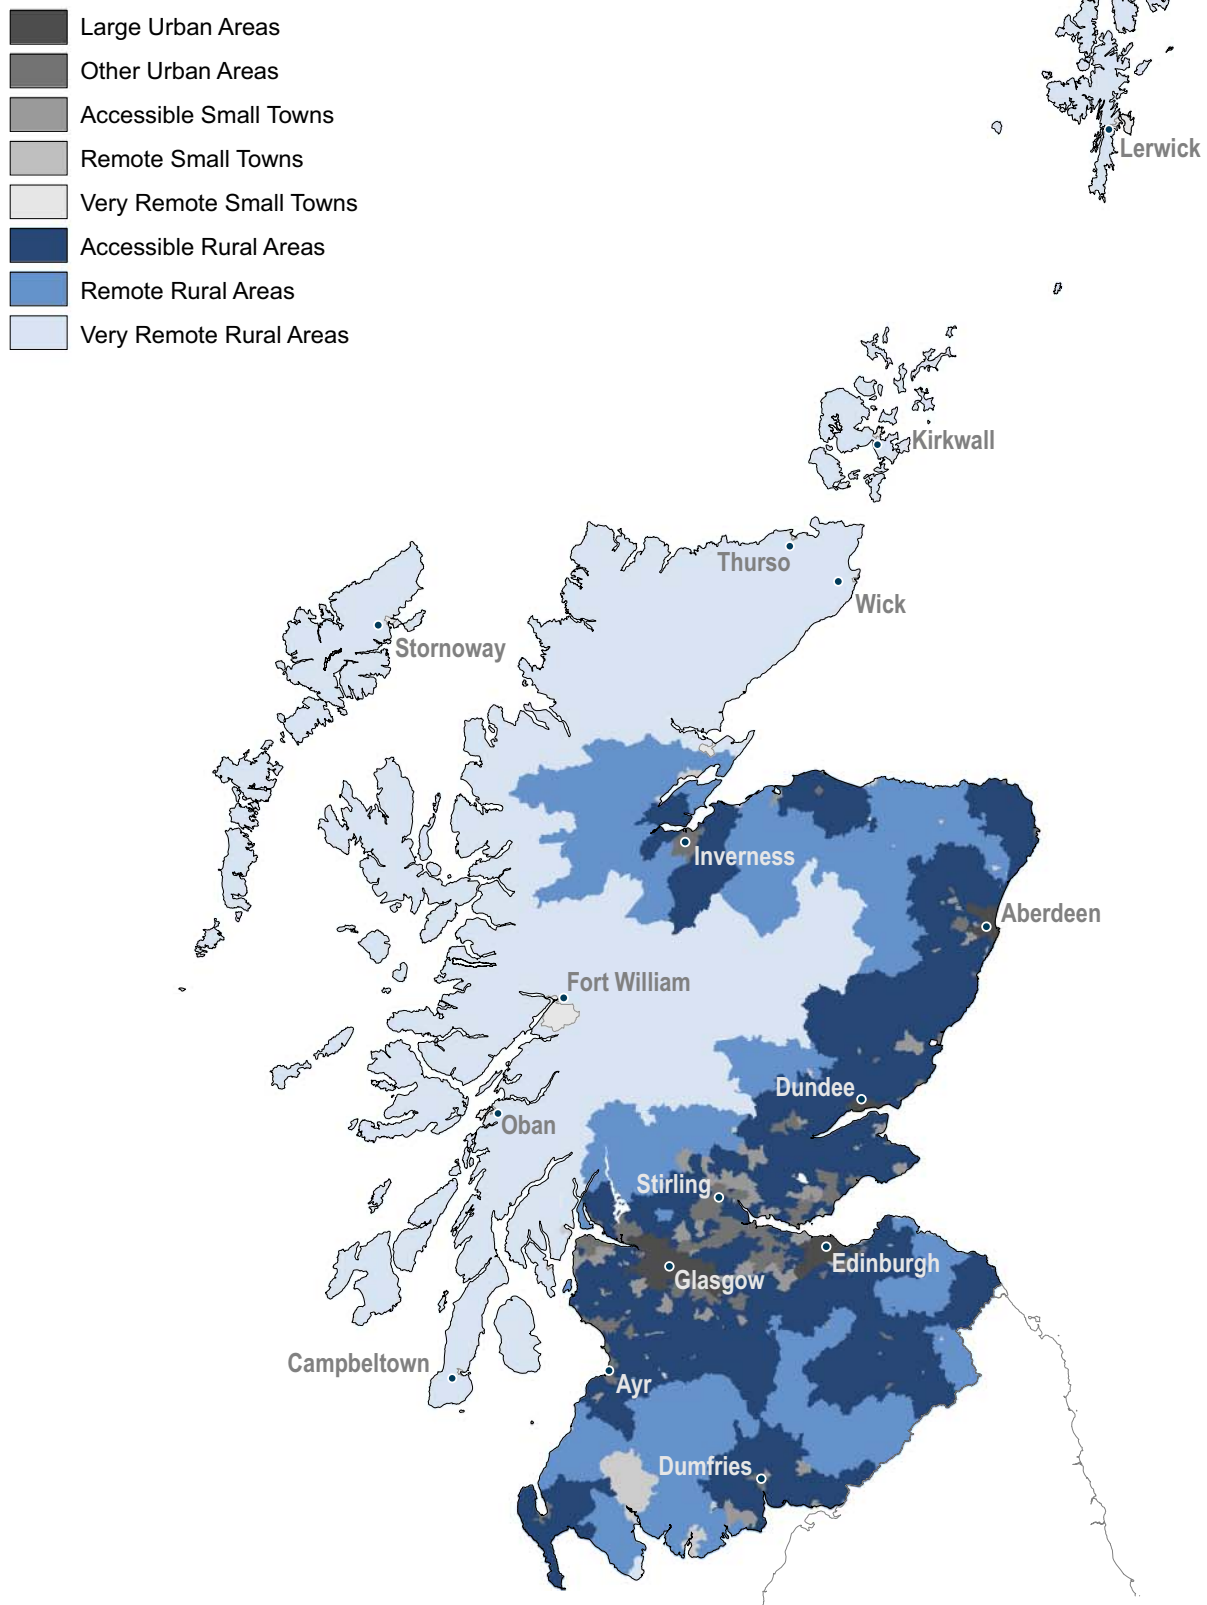 Large Urban Areas
Other Urban Areas
Accessible Small Towns
Remote Small Towns
Very Remote Small Towns
Accessible Rural Areas
Remote Rural Areas
Very Remote Rural Areas
Lerwick
Kirkwall
Thurso
Wick
Stornoway
Inverness
Aberdeen
Fort William
Dundee
Oban
Stirling
Edinburgh
Glasgow
Campbeltown
Ayr
Dumfries